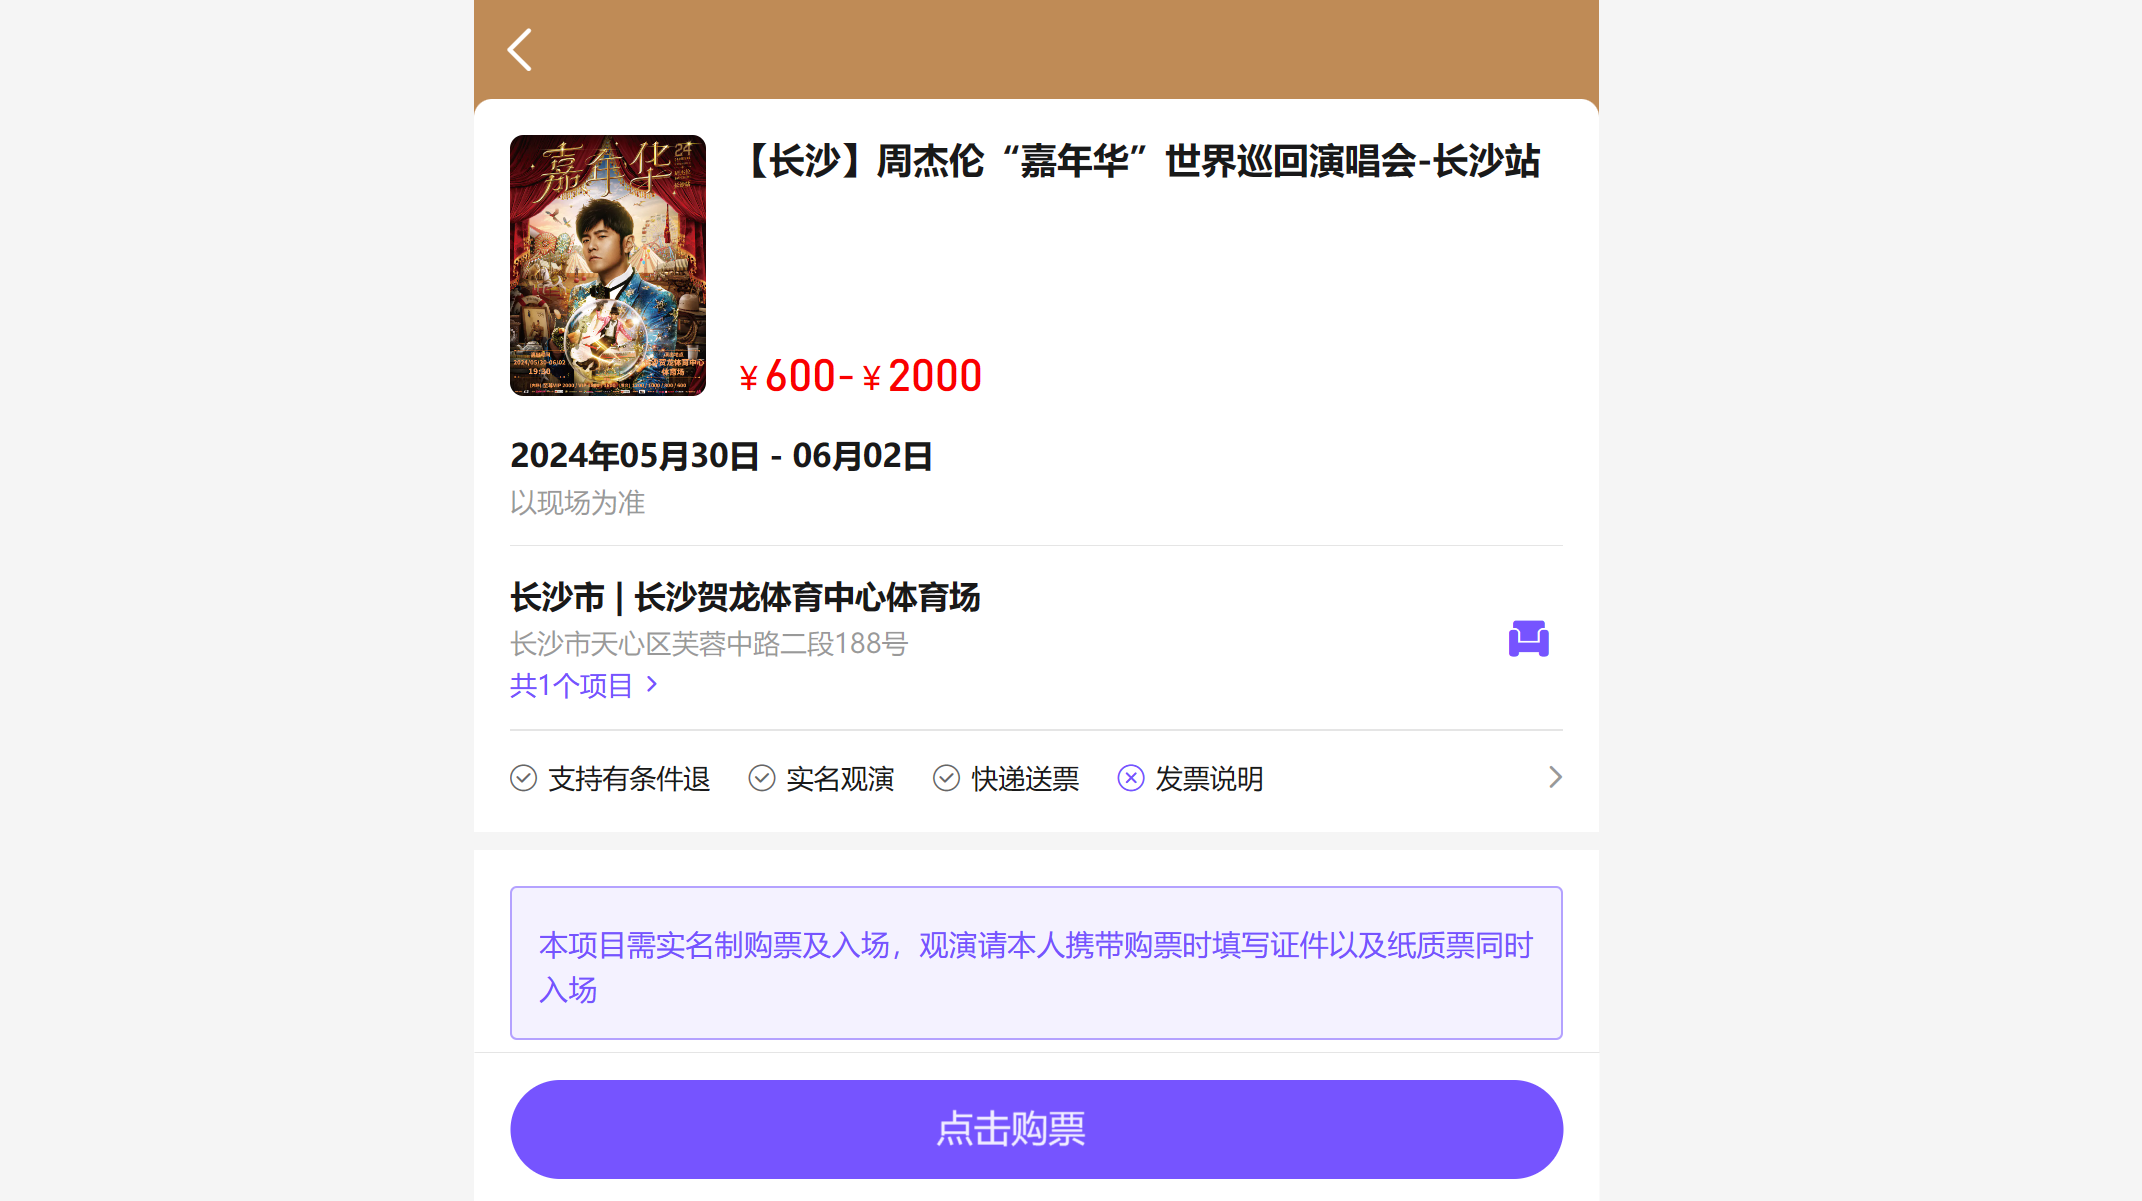 嘉年华
【长沙】周杰伦“嘉年华”世界巡回演唱会-长沙站
¥600-¥2000
2024年05月30日 - 06月02日
以现场为准
长沙市 | 长沙贺龙体育中心体育场
长沙市天心区芙蓉中路二段188号
共1个项目
支持有条件退 实名观演 快递送票 发票说明
本项目需实名制购票及入场，观演请本人携带购票时填写证件以及纸质票同时
入场
点击购票